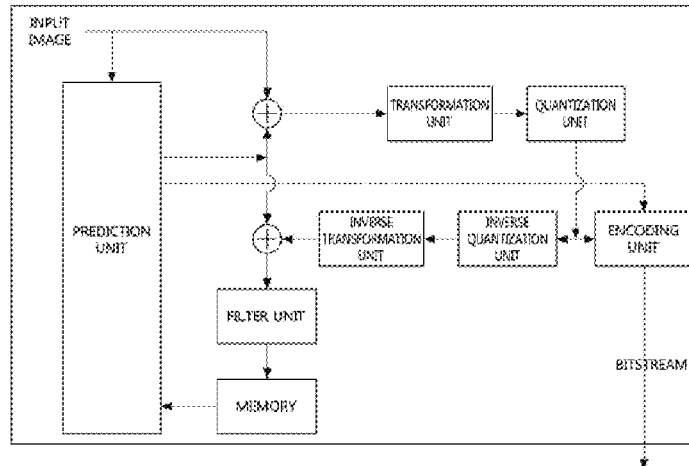 INPUT
IMAGE
TRANSFORMATION
UNIT
QUANTIZATION
UNIT
PREDICTION
UNIT
INVERSE
TRANSFORMATION
UNIT
INVERSE
QUANTIZATION
UNIT
ENCODING
UNIT
FILTER UNIT
BITSTREAM
MEMORY